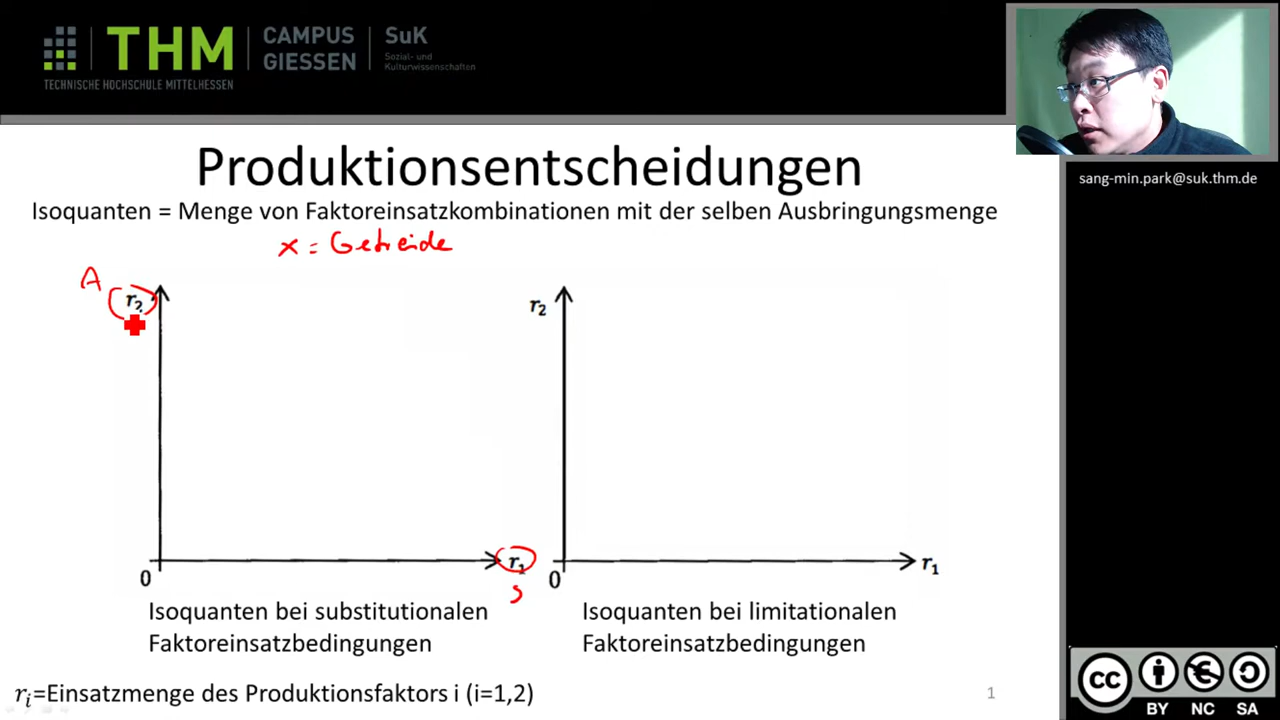 THM
CAMPUS
GIESSEN
SuK
Sozial- und
Kulturwissenschaften
TECHNISCHE HOCHSCHULE MITTELHESSEN
sang-min.park@suk.thm.de
Produktionsentscheidungen
Isoquanten = Menge von Faktoreinsatzkombinationen mit der selben Ausbringungsmenge
x = Getreide
A
r₂
r₂
0
r₁
S
0
r₁
Isoquanten bei substitutionalen
Faktoreinsatzbedingungen
Isoquanten bei limitationalen
Faktoreinsatzbedingungen
rᵢ=Einsatzmenge des Produktionsfaktors i (i=1,2)
1
cc
BY NC SA